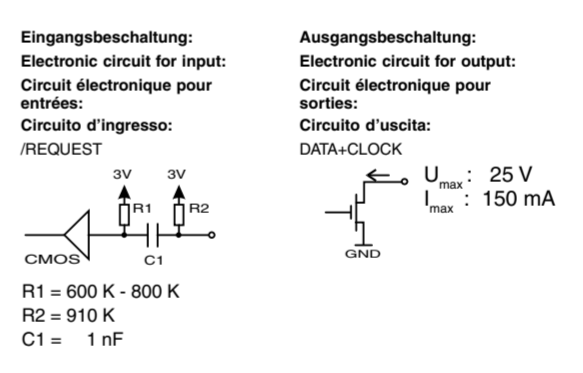 Eingangsbeschaltung:
Electronic circuit for input:
Circuit électronique pour
entrées:
Circuito d'ingresso:
/REQUEST
3V 3V
R1 R2
CMOS C1
R1 = 600 K - 800 K
R2 = 910 K
C1 = 1 nF
Ausgangsbeschaltung:
Electronic circuit for output:
Circuit électronique pour
sorties:
Circuito d'uscita:
DATA+CLOCK
Umax : 25 V
Imax : 150 mA
GND